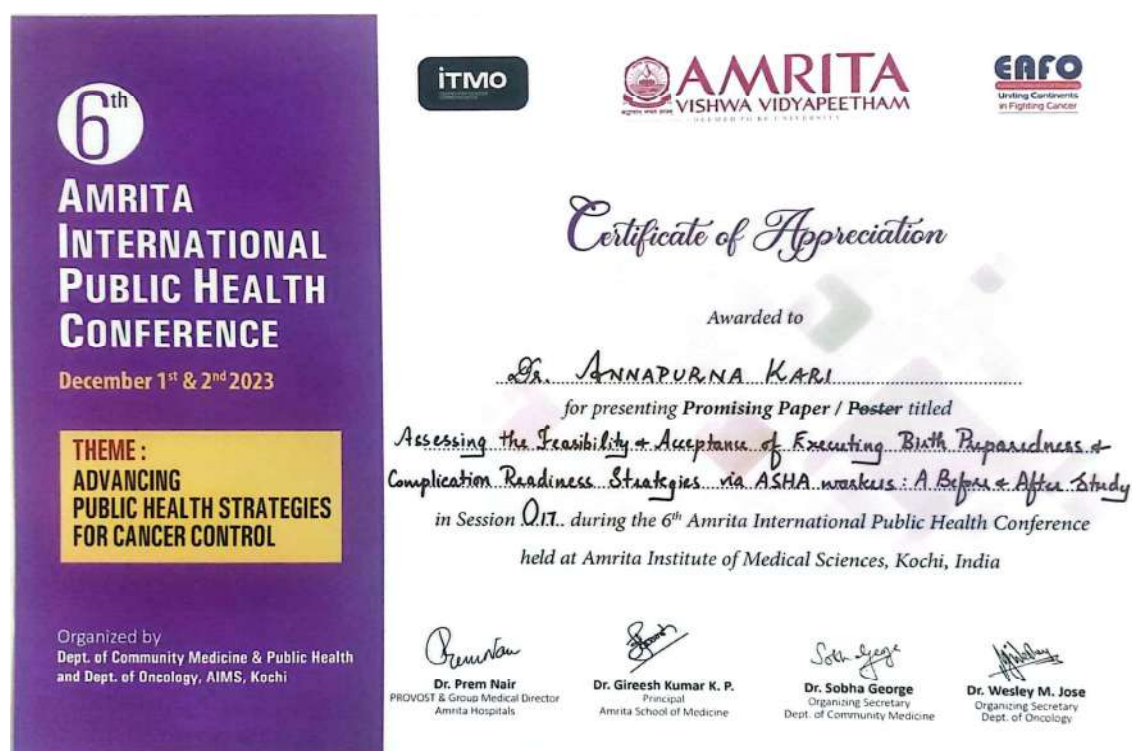 6th
AMRITA
INTERNATIONAL
PUBLIC HEALTH
CONFERENCE
December 1st & 2nd 2023
THEME :
ADVANCING
PUBLIC HEALTH STRATEGIES
FOR CANCER CONTROL
Organized by
Dept. of Community Medicine & Public Health
and Dept. of Oncology, AIMS, Kochi
iTMO
AMRITA
VISHWA VIDYAPEETHAM
DEEMED TO BE UNIVERSITY
EAFO
Uniting Continents
in Fighting Cancer
Certificate of Appreciation
Awarded to
Dr. ANNAPURNA KARI
for presenting Promising Paper / Poster titled
Assessing the Feasibility & Acceptance of Executing Birth Preparedness &
Complication Readiness Strategies via ASHA workers : A Before & After Study
in Session O17.. during the 6th Amrita International Public Health Conference
held at Amrita Institute of Medical Sciences, Kochi, India
Dr. Prem Nair
PROVOST & Group Medical Director
Amrita Hospitals
Dr. Gireesh Kumar K. P.
Principal
Amrita School of Medicine
Dr. Sobha George
Organizing Secretary
Dept. of Community Medicine
Dr. Wesley M. Jose
Organizing Secretary
Dept. of Oncology